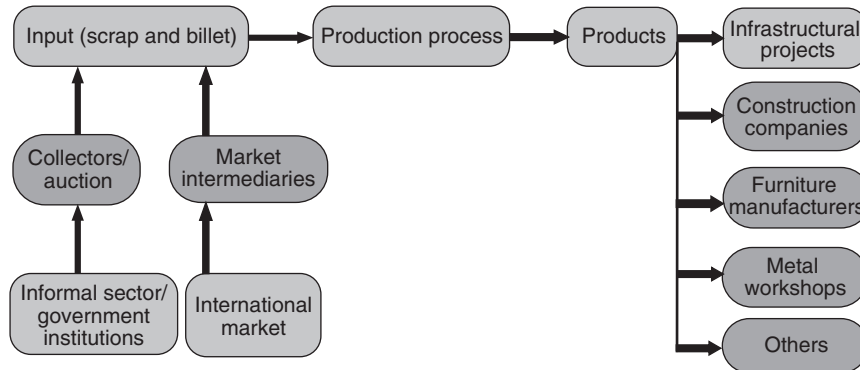 Input (scrap and billet)
Production process
Products
Infrastructural
projects
Construction
companies
Collectors/
auction
Market
intermediaries
Furniture
manufacturers
Informal sector/
government
institutions
International
market
Metal
workshops
Others